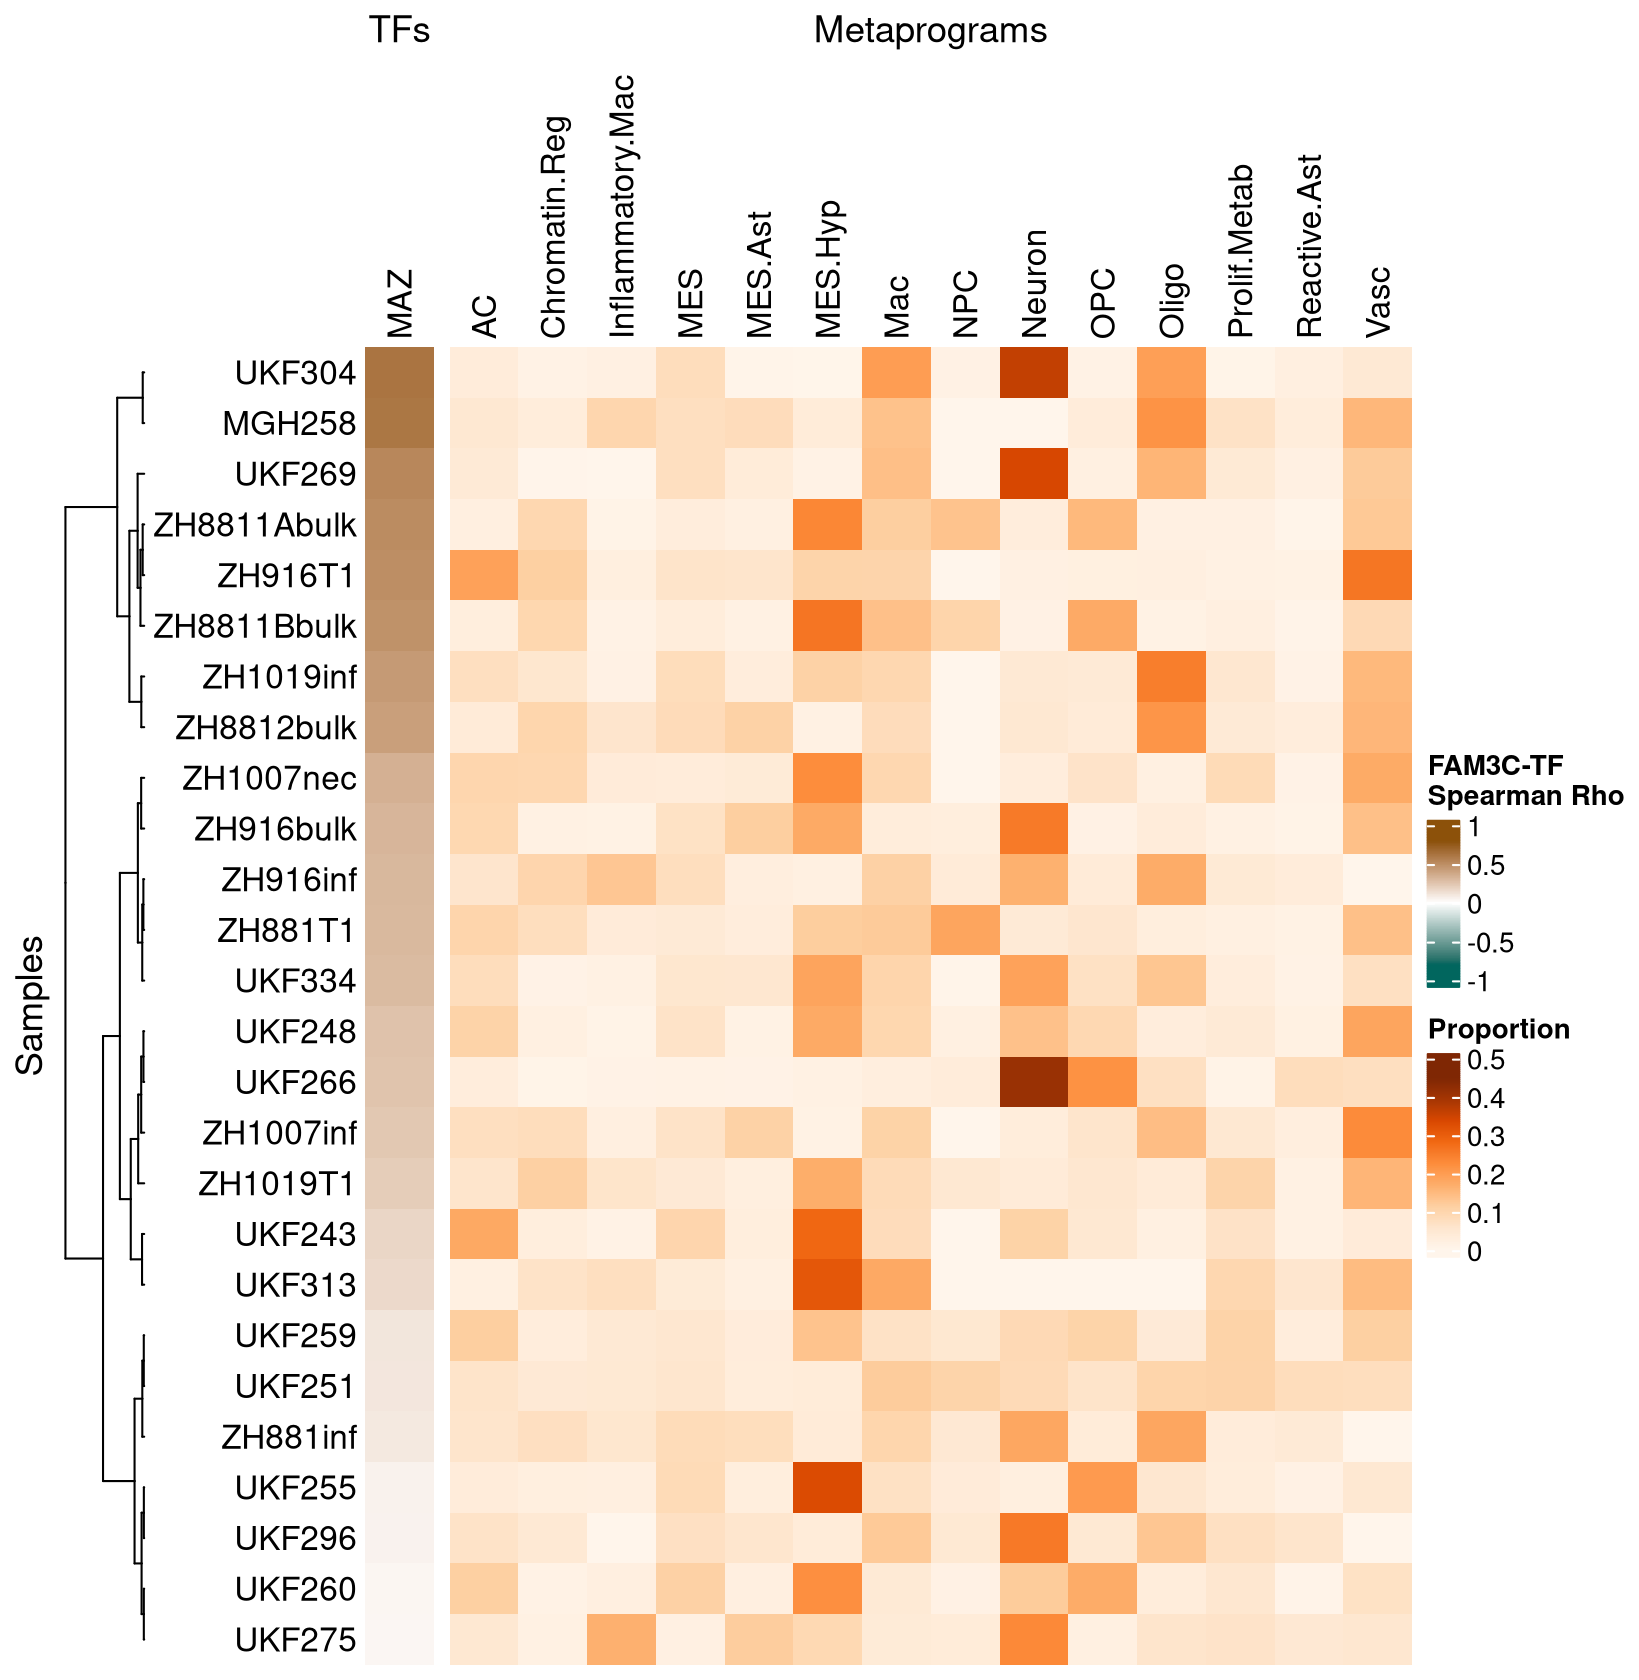 TFs
Metaprograms
MAZ
AC
Chromatin.Reg
Inflammatory.Mac
MES
MES.Ast
MES.Hyp
Mac
NPC
Neuron
OPC
Oligo
Prolif.Metab
Reactive.Ast
Vasc
Samples
UKF304
MGH258
UKF269
ZH8811Abulk
ZH916T1
ZH8811Bbulk
ZH1019inf
ZH8812bulk
ZH1007nec
ZH916bulk
ZH916inf
ZH881T1
UKF334
UKF248
UKF266
ZH1007inf
ZH1019T1
UKF243
UKF313
UKF259
UKF251
ZH881inf
UKF255
UKF296
UKF260
UKF275
FAM3C-TF
Spearman Rho
1
0.5
0
-0.5
-1
Proportion
0.5
0.4
0.3
0.2
0.1
0